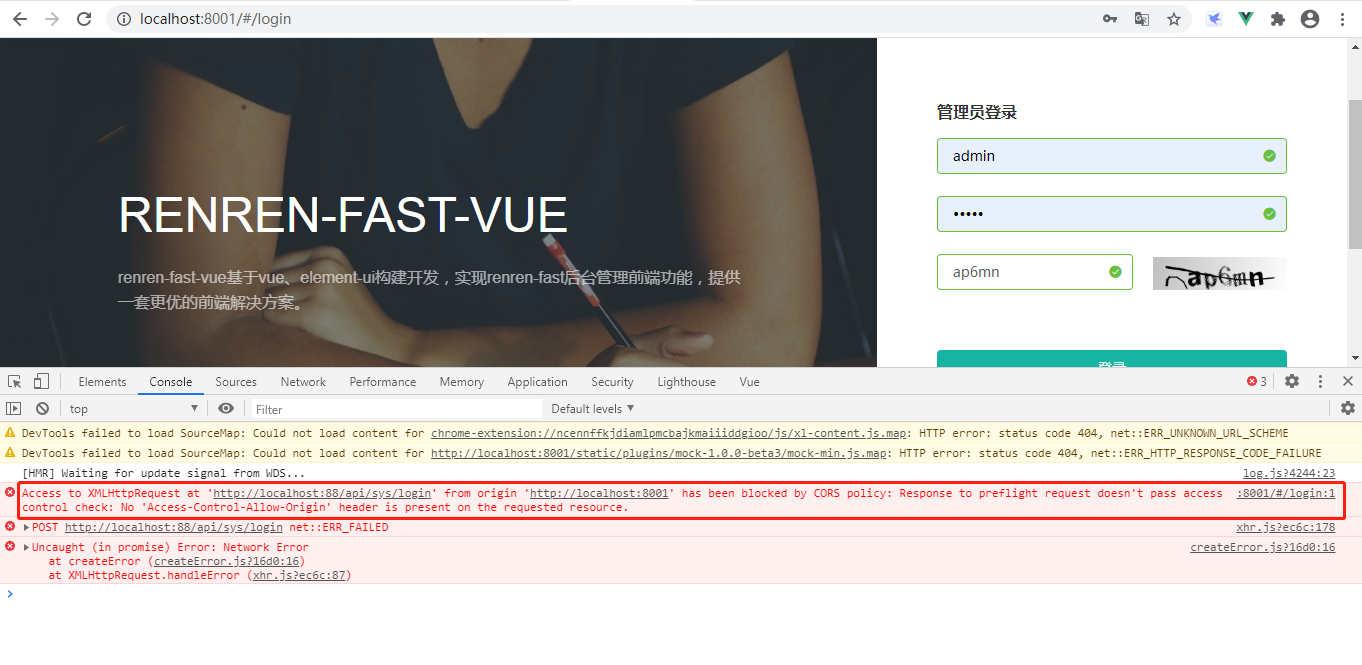 localhost:8001/#/login
管理员登录
admin
•••••
ap6mn
ap6mn
登录
RENREN-FAST-VUE
renren-fast-vue基于vue、element-ui构建开发，实现renren-fast后台管理前端功能，提供
一套更优的前端解决方案。
Elements Console Sources Network Performance Memory Application Security Lighthouse Vue 3
top Filter Default levels
DevTools failed to load SourceMap: Could not load content for chrome-extension://ncennffkjdiamlpmcbajkmaiiiddgioo/js/xl-content.js.map: HTTP error: status code 404, net::ERR_UNKNOWN_URL_SCHEME
DevTools failed to load SourceMap: Could not load content for http://localhost:8001/static/plugins/mock-1.0.0-beta3/mock-min.js.map: HTTP error: status code 404, net::ERR_HTTP_RESPONSE_CODE_FAILURE
[HMR] Waiting for update signal from WDS... log.js?4244:23
Access to XMLHttpRequest at 'http://localhost:88/api/sys/login' from origin 'http://localhost:8001' has been blocked by CORS policy: Response to preflight request doesn't pass access :8001/#/login:1
control check: No 'Access-Control-Allow-Origin' header is present on the requested resource.
POST http://localhost:88/api/sys/login net::ERR_FAILED xhr.js?ec6c:178
Uncaught (in promise) Error: Network Error createError.js?16d0:16
at createError (createError.js?16d0:16)
at XMLHttpRequest.handleError (xhr.js?ec6c:87)